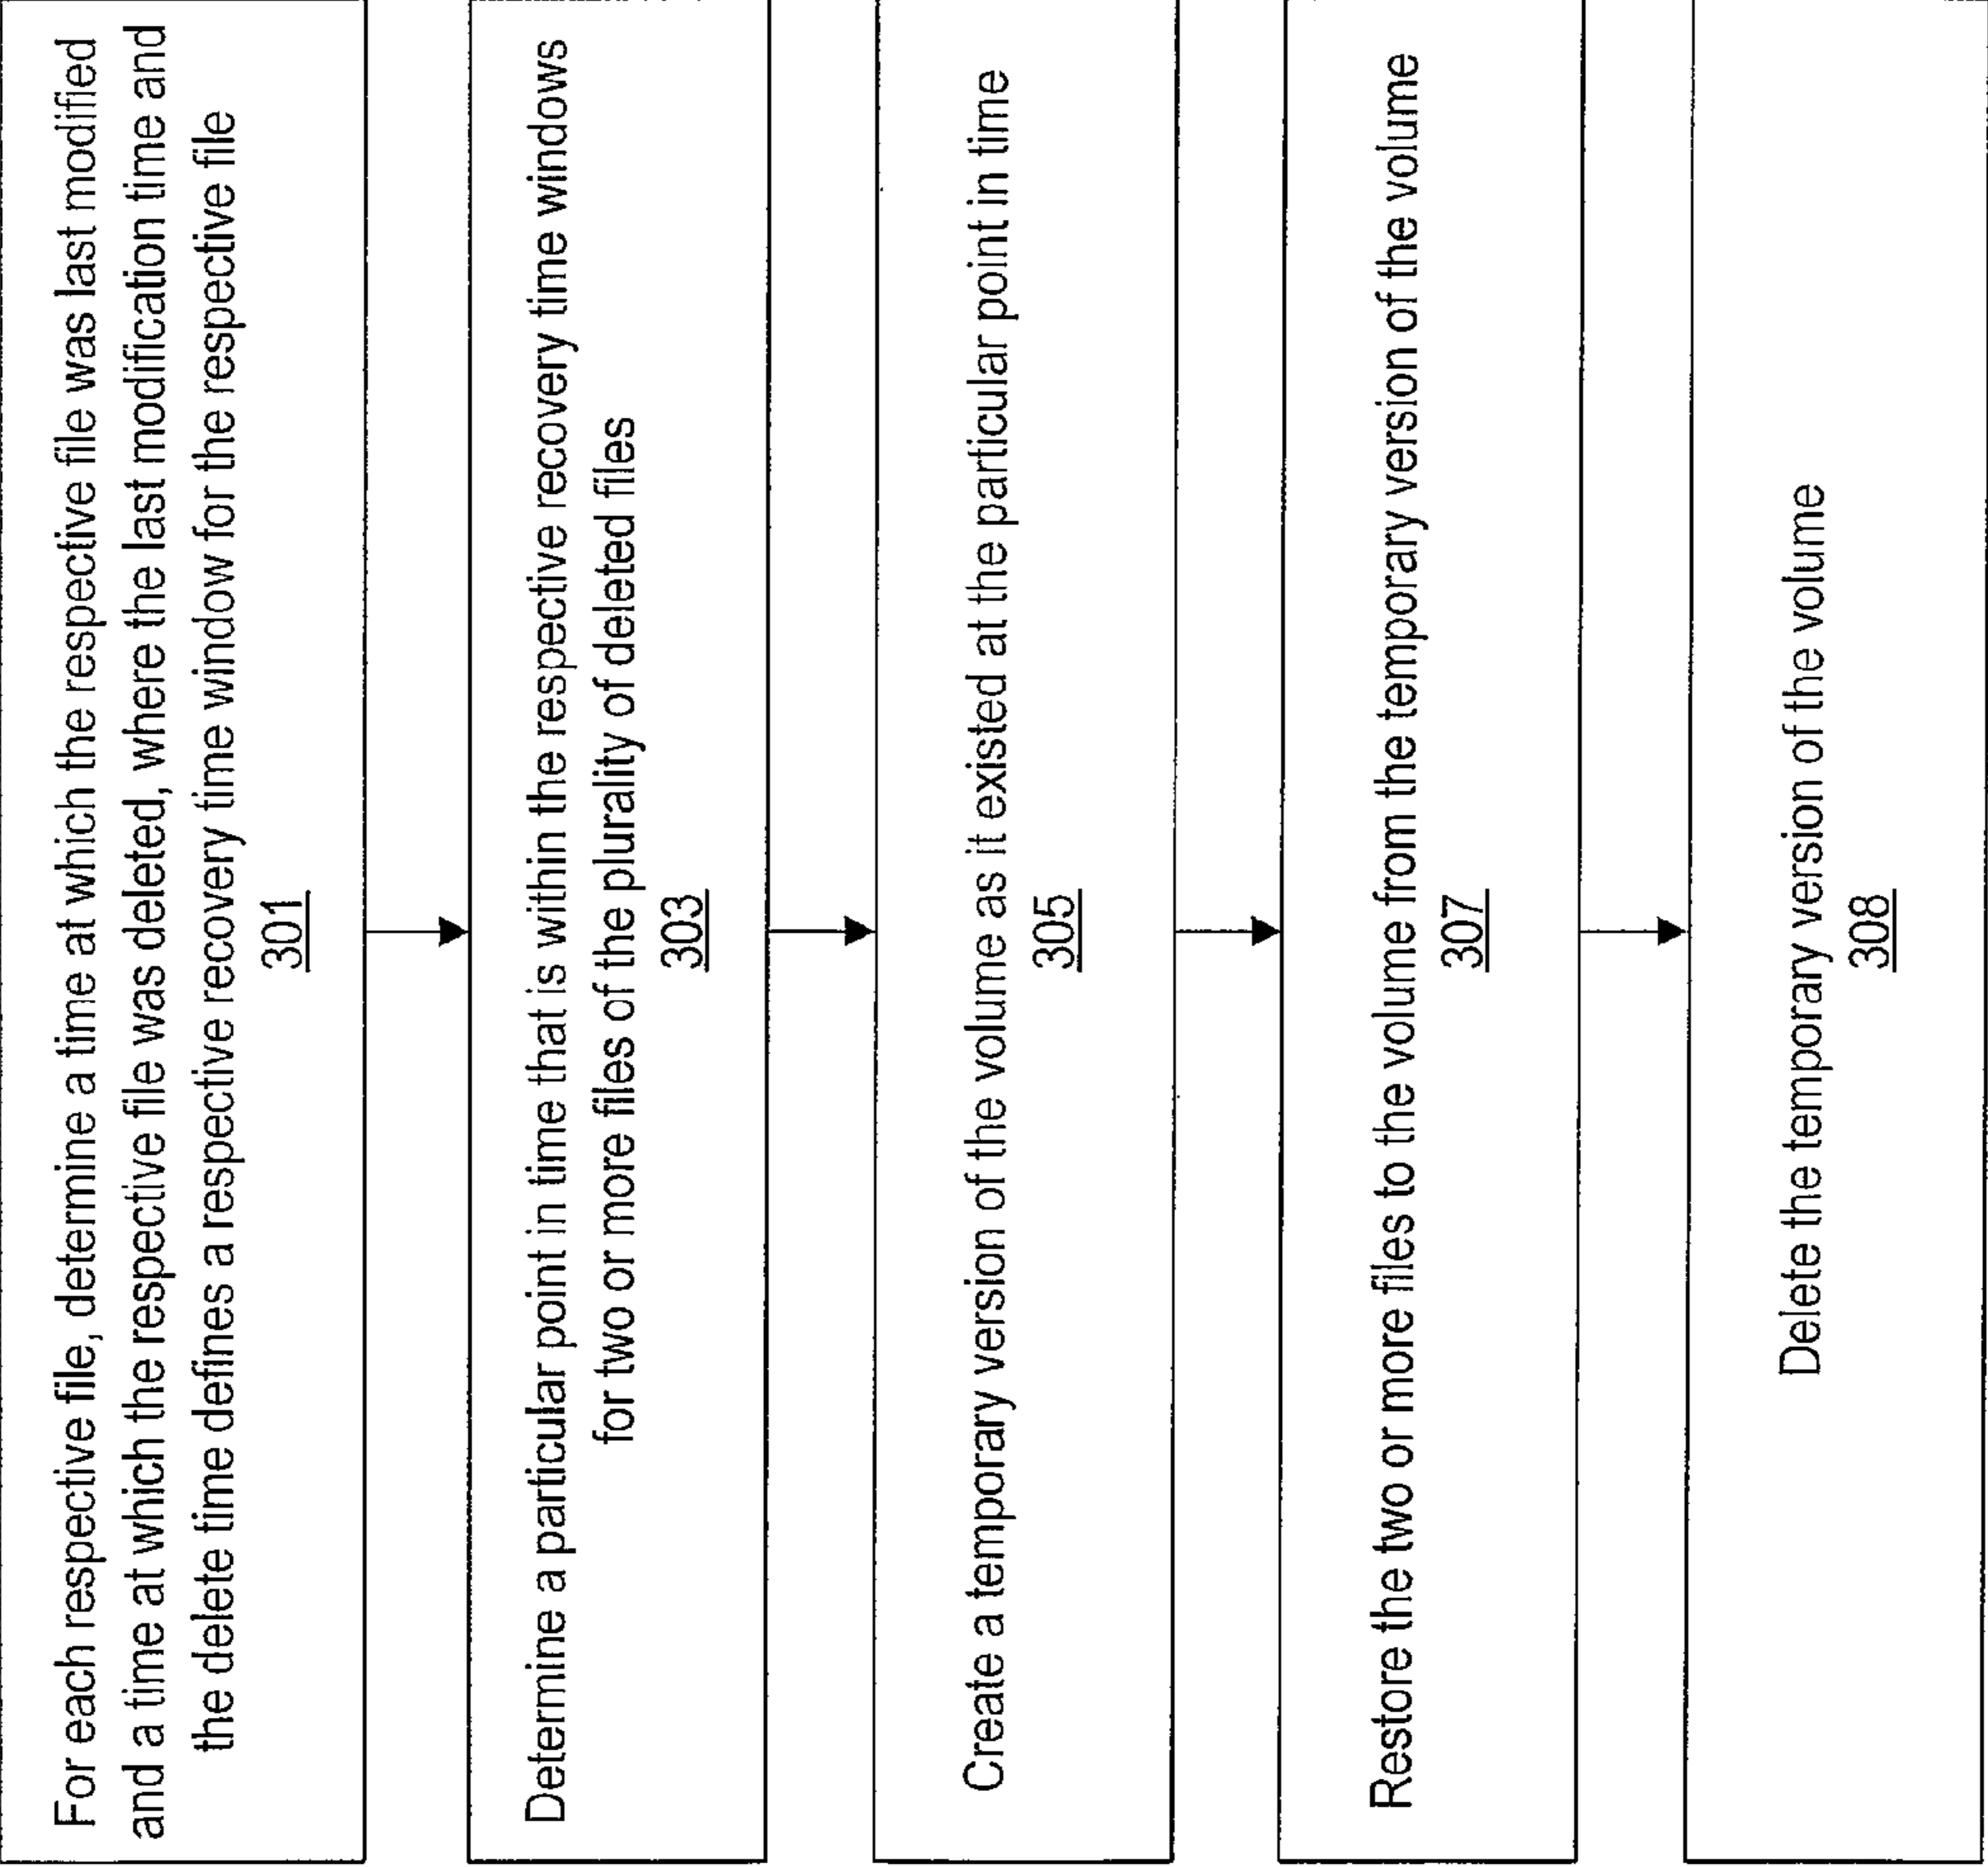 For each respective file, determine a time at which the respective file was last modified
and a time at which the respective file was deleted, where the last modification time and
the delete time defines a respective recovery time window for the respective file
301
Determine a particular point in time that is within the respective recovery time windows
for two or more files of the plurality of deleted files
303
Create a temporary version of the volume as it existed at the particular point in time
305
Restore the two or more files to the volume from the temporary version of the volume
307
Delete the temporary version of the volume
308